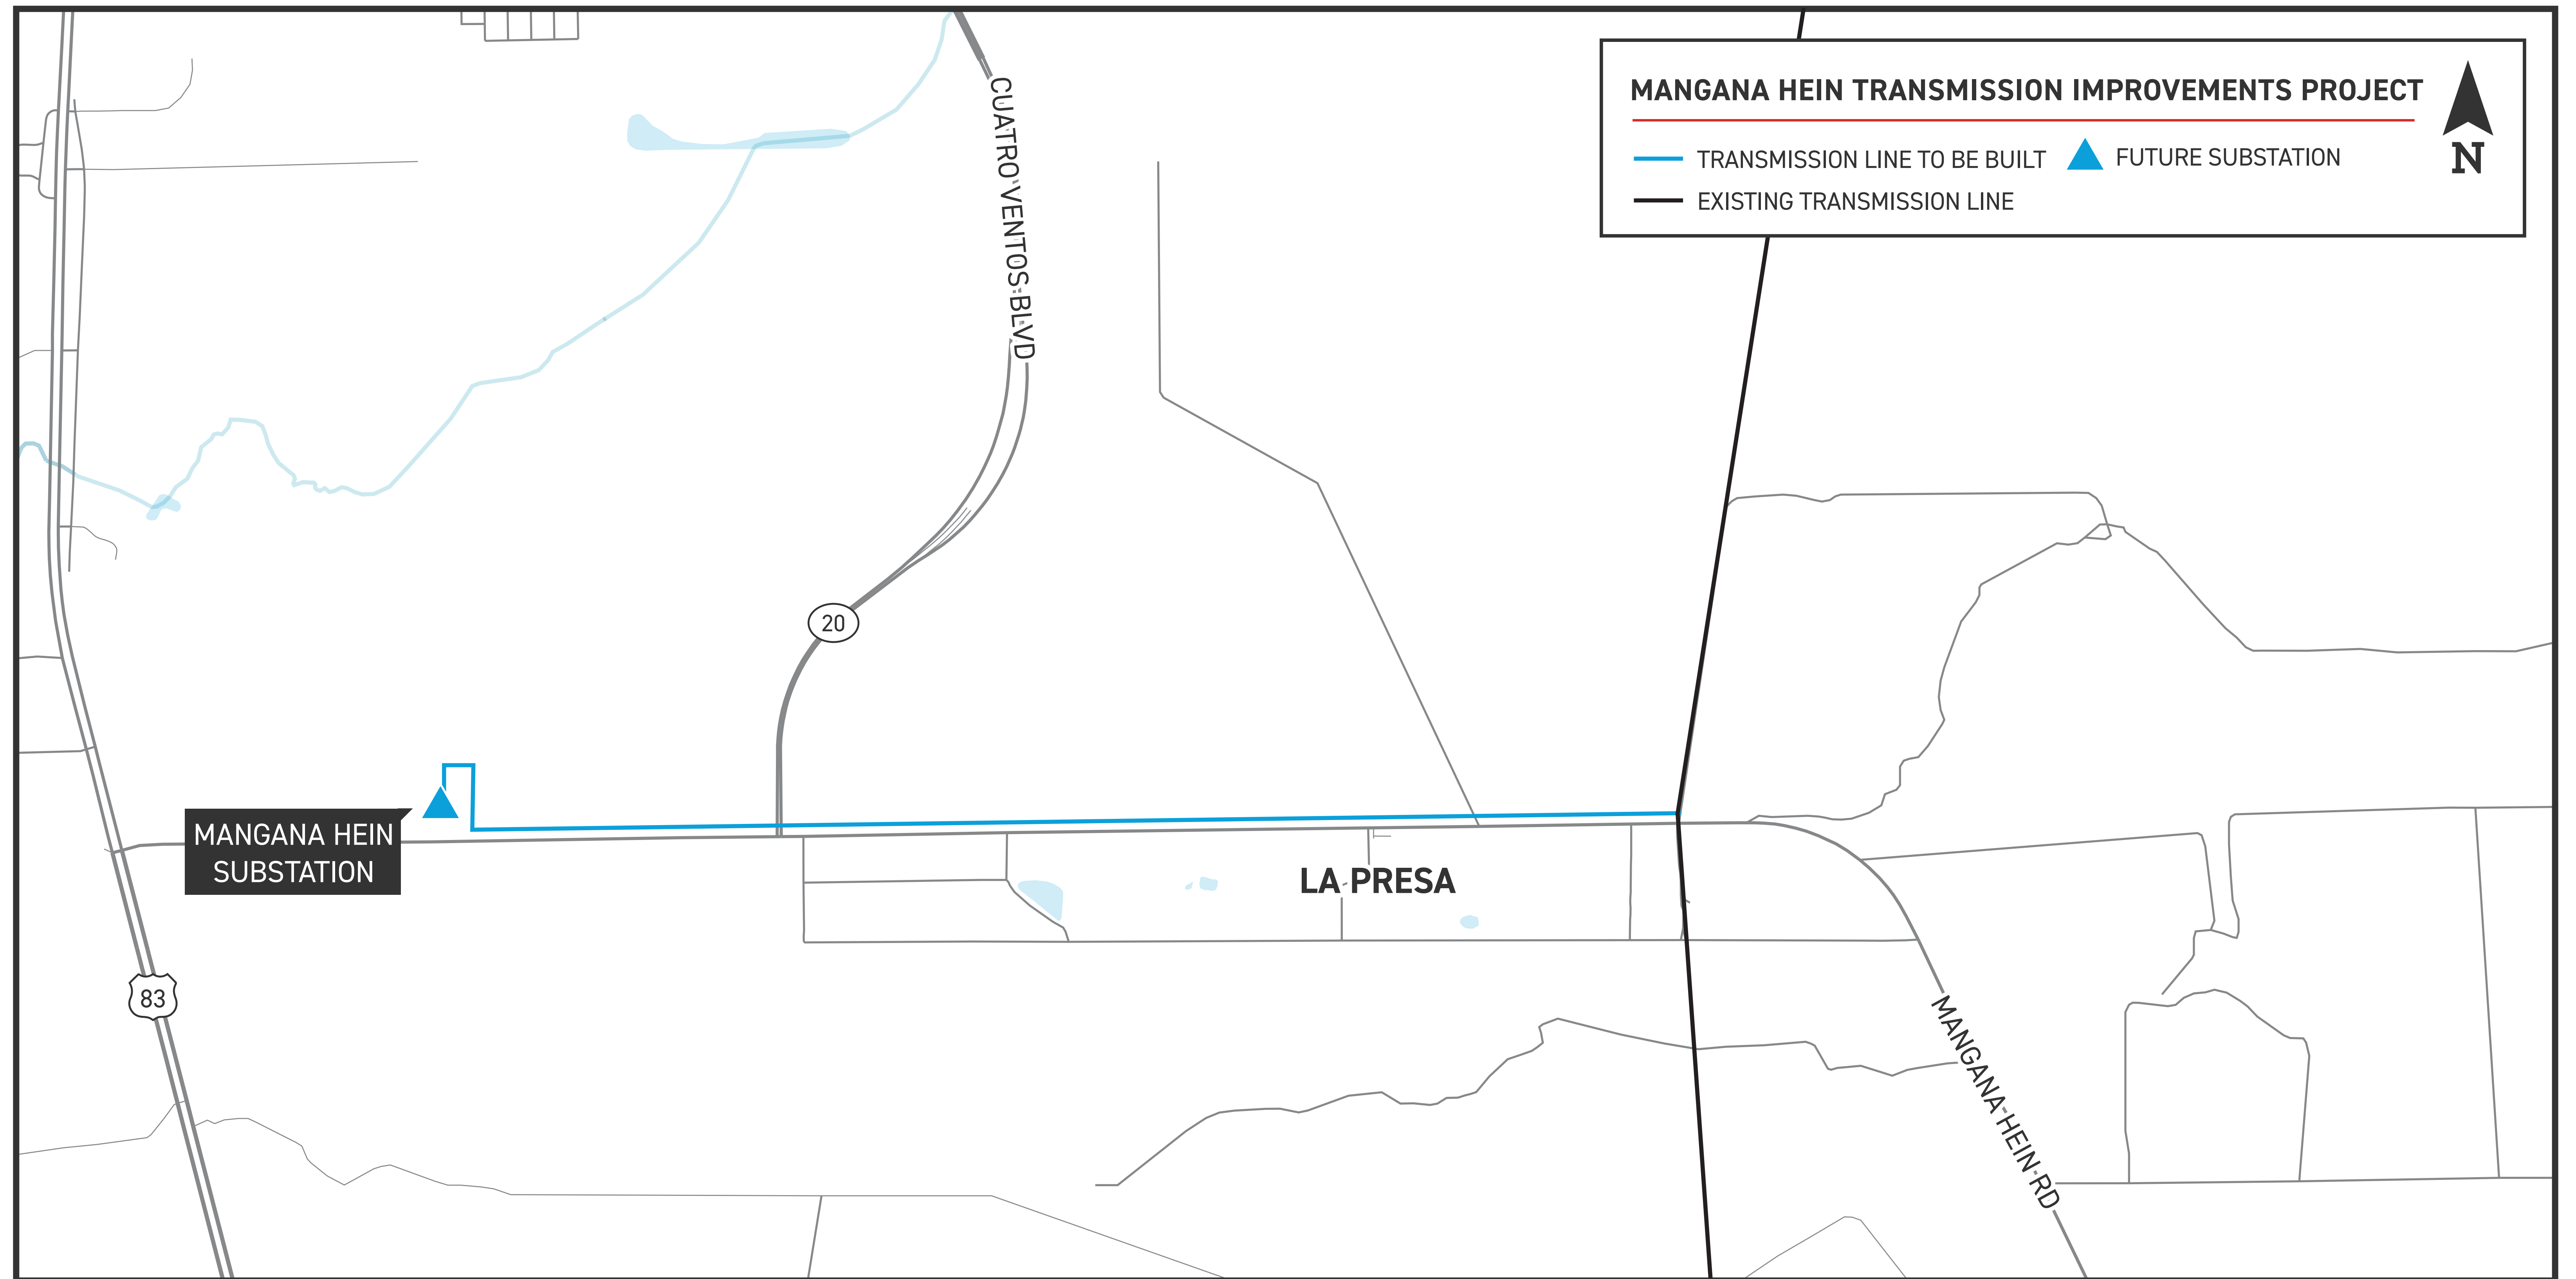 MANGANA HEIN TRANSMISSION IMPROVEMENTS PROJECT
TRANSMISSION LINE TO BE BUILT
FUTURE SUBSTATION
EXISTING TRANSMISSION LINE
N
CUATRO VENTOS BLVD
20
MANGANA HEIN
SUBSTATION
LA PRESA
83
MANGANA HEIN RD